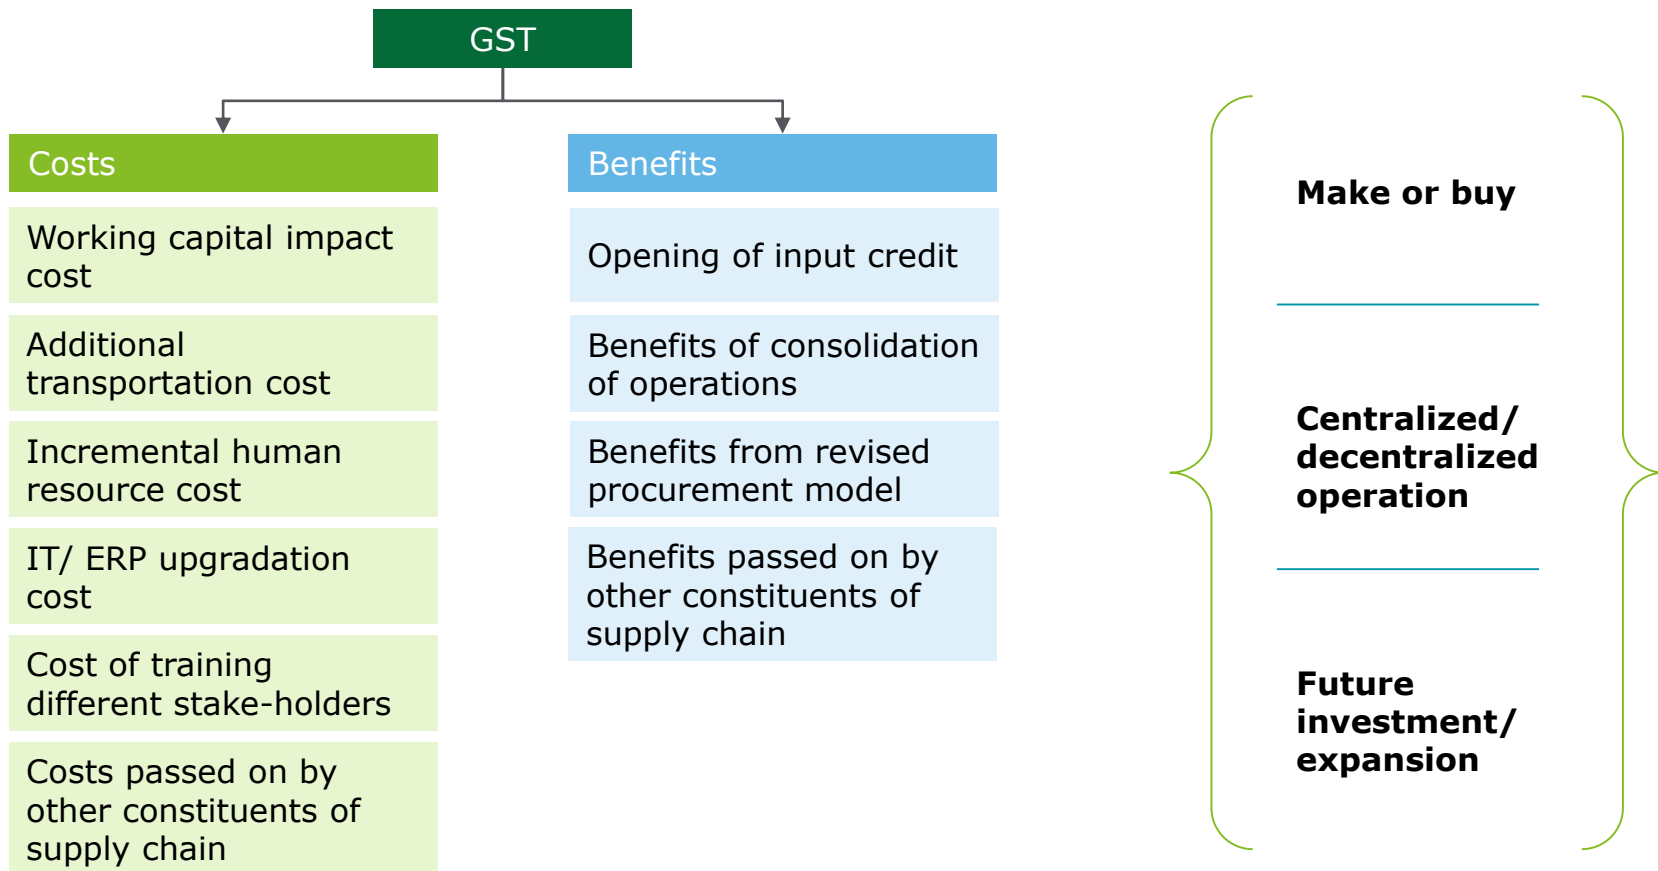 GST
Costs
Working capital impact
cost
Additional
transportation cost
Incremental human
resource cost
IT/ ERP upgradation
cost
Cost of training
different stake-holders
Costs passed on by
other constituents of
supply chain
Benefits
Opening of input credit
Benefits of consolidation
of operations
Benefits from revised
procurement model
Benefits passed on by
other constituents of
supply chain
Make or buy
Centralized/
decentralized
operation
Future
investment/
expansion